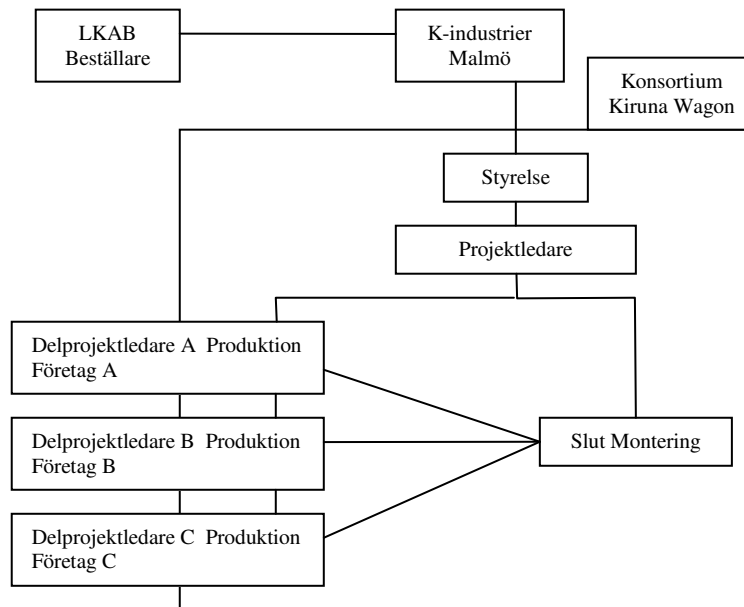 LKAB
Beställare
K-industrier
Malmö
Konsortium
Kiruna Wagon
Styrelse
Projektledare
Delprojektledare A  Produktion
Företag A
Delprojektledare B  Produktion
Företag B
Slut Montering
Delprojektledare C  Produktion
Företag C